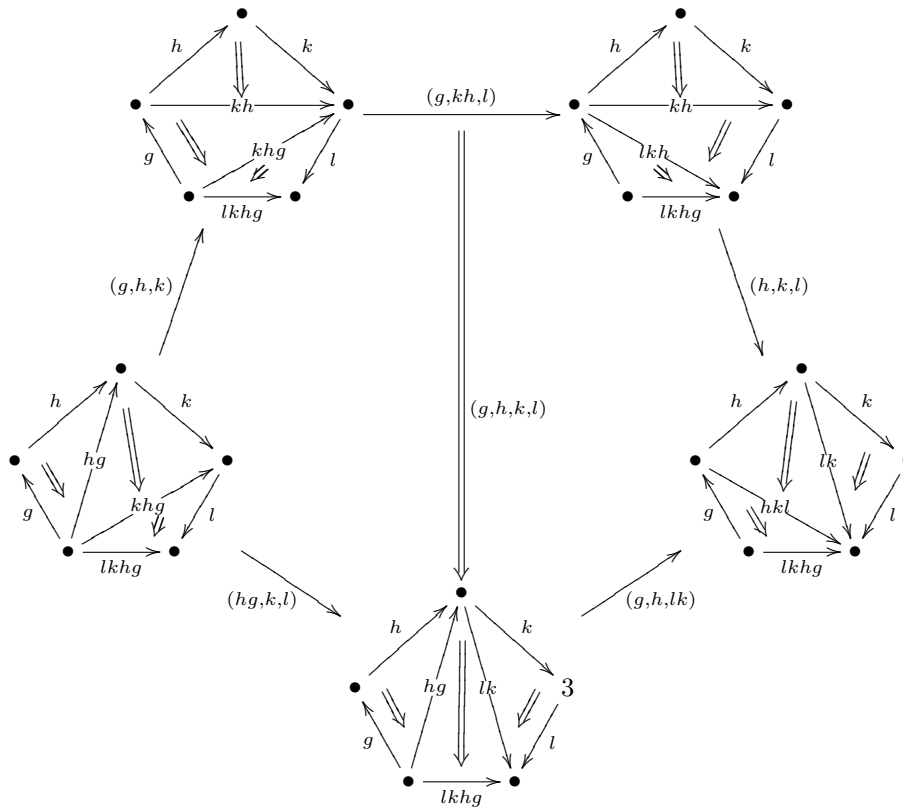 h k h k
kh (g,kh,l) kh
g khg l g lkh l
lkhg lkhg
(g,h,k) (h,k,l)
h k (g,h,k,l) h k
hg lk
g khg l g hkl l
lkhg lkhg
(hg,k,l) (g,h,lk)
h k
hg lk 3
g l
lkhg